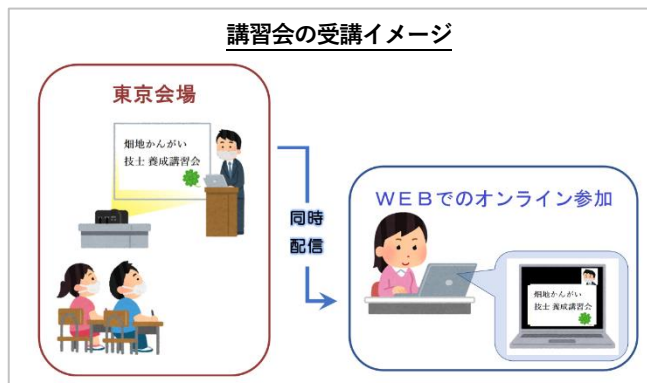 講習会の受講イメージ
東京会場
畑地かんがい
技士 養成講習会
同時
配信
WEBでのオンライン参加
畑地かんがい
技士 養成講習会